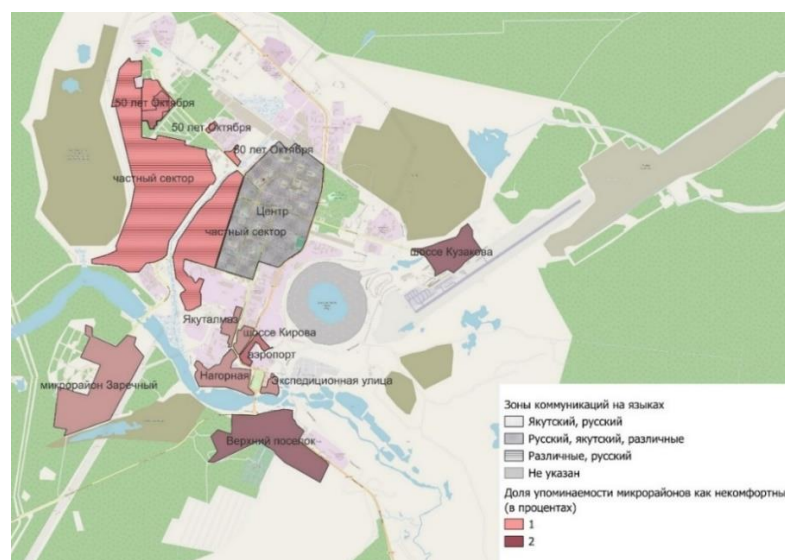 50 лет Октября
50 лет Октября
60 лет Октября
частный сектор
Центр
частный сектор
шоссе Кузакова
Якуталмаз
шоссе Кирова
Аэропорт
Нагорная
Экспедиционная улица
микрорайон Заречный
Верхний поселок
Зоны коммуникаций на языках
Якутский, русский
Русский, якутский, различные
Различные, русский
Не указан
Доля упоминаемости микрорайонов как некомфортны
(в процентах)
1
2